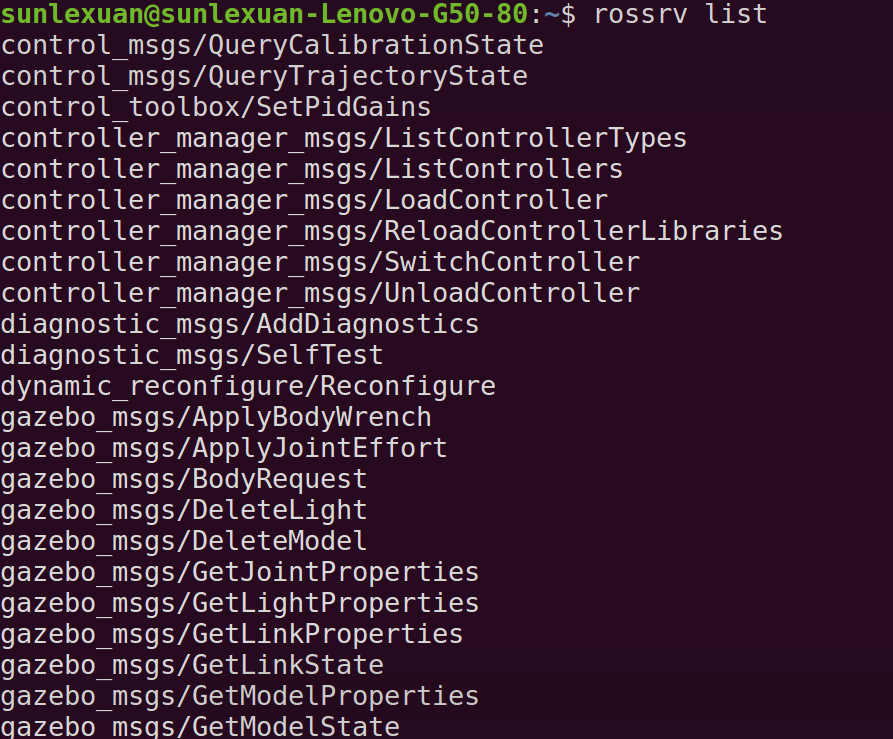 sunlexuan@sunlexuan-Lenovo-G50-80:~$ rossrv list
control_msgs/QueryCalibrationState
control_msgs/QueryTrajectoryState
control_toolbox/SetPidGains
controller_manager_msgs/ListControllerTypes
controller_manager_msgs/ListControllers
controller_manager_msgs/LoadController
controller_manager_msgs/ReloadControllerLibraries
controller_manager_msgs/SwitchController
controller_manager_msgs/UnloadController
diagnostic_msgs/AddDiagnostics
diagnostic_msgs/SelfTest
dynamic_reconfigure/Reconfigure
gazebo_msgs/ApplyBodyWrench
gazebo_msgs/ApplyJointEffort
gazebo_msgs/BodyRequest
gazebo_msgs/DeleteLight
gazebo_msgs/DeleteModel
gazebo_msgs/GetJointProperties
gazebo_msgs/GetLightProperties
gazebo_msgs/GetLinkProperties
gazebo_msgs/GetLinkState
gazebo_msgs/GetModelProperties
gazebo_msgs/GetModelState